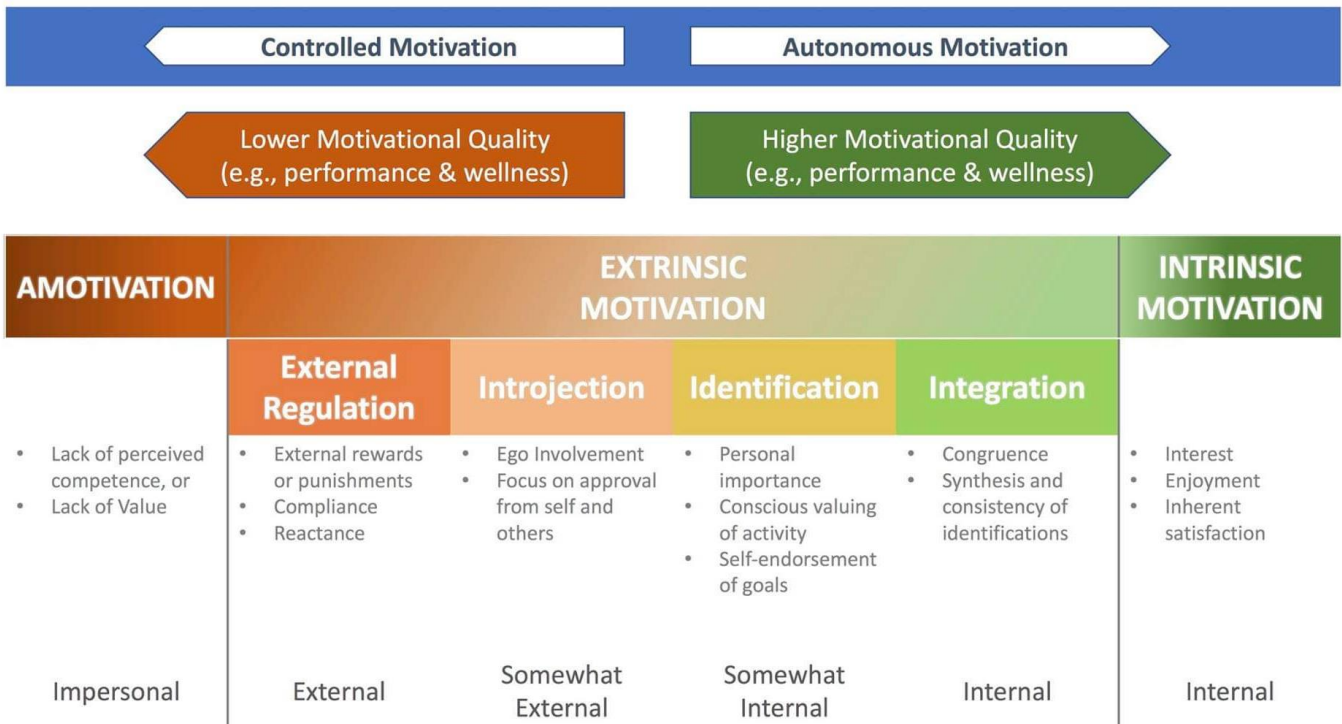 Controlled Motivation
Autonomous Motivation
Lower Motivational Quality
(e.g., performance & wellness)
Higher Motivational Quality
(e.g., performance & wellness)
AMOTIVATION
EXTRINSIC
MOTIVATION
INTRINSIC
MOTIVATION
External
Regulation
Introjection
Identification
Integration
• Lack of perceived
competence, or
• Lack of Value
• External rewards
or punishments
• Compliance
• Reactance
• Ego Involvement
• Focus on approval
from self and
others
• Personal
importance
• Conscious valuing
of activity
• Self-endorsement
of goals
• Congruence
• Synthesis and
consistency of
identifications
• Interest
• Enjoyment
• Inherent
satisfaction
Impersonal
External
Somewhat
External
Somewhat
Internal
Internal
Internal